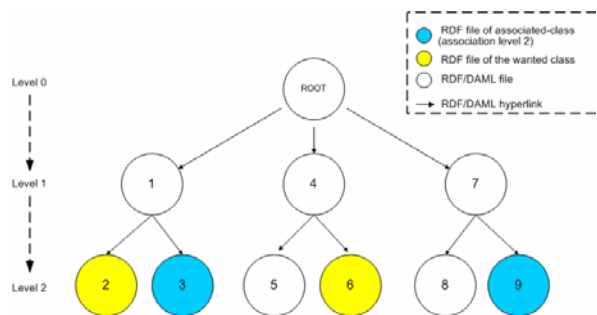 RDF file of associated-class
(association level 2)
RDF file of the wanted class
RDF/DAML file
RDF/DAML hyperlink
Level 0
ROOT
Level 1
1
4
7
Level 2
2
3
5
6
8
9